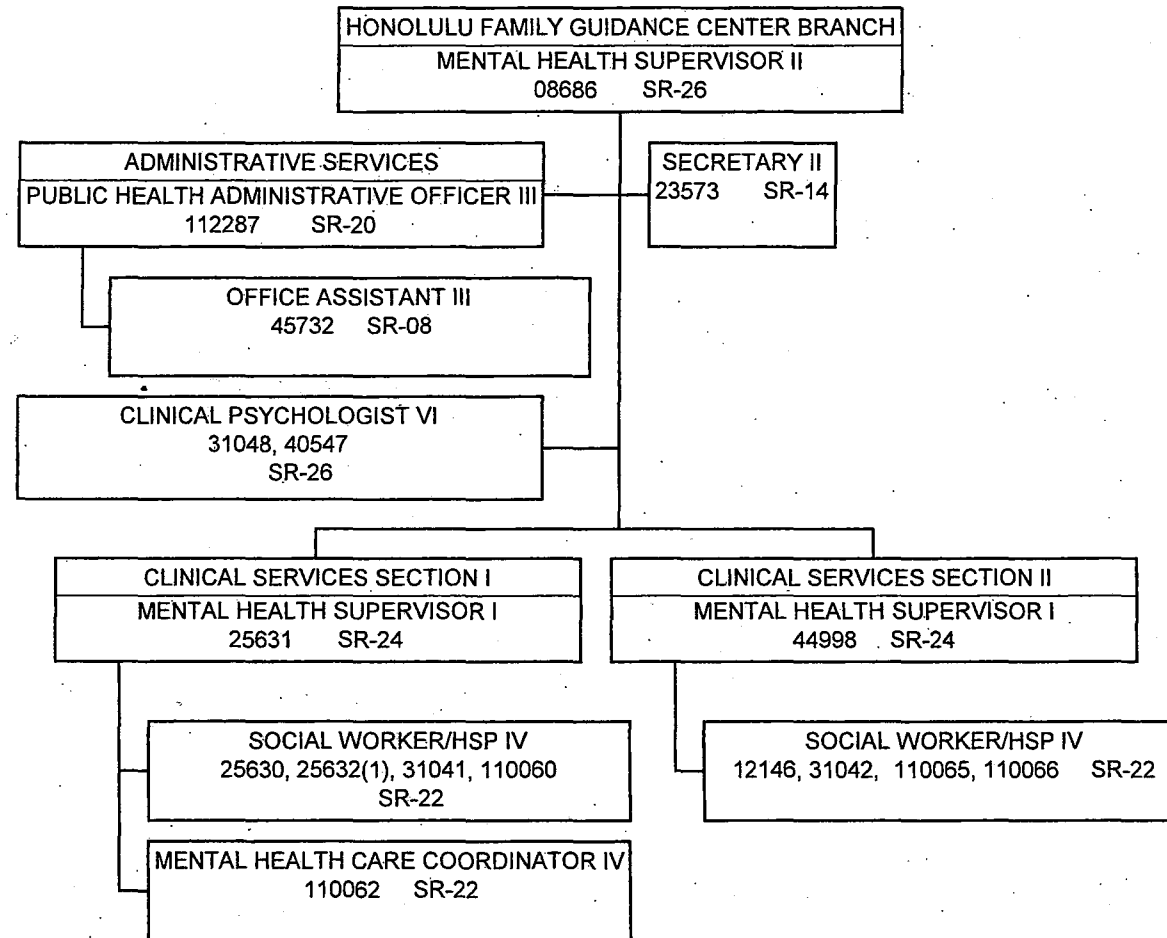 HONOLULU FAMILY GUIDANCE CENTER BRANCH
MENTAL HEALTH SUPERVISOR II
08686 SR-26
ADMINISTRATIVE SERVICES
PUBLIC HEALTH ADMINISTRATIVE OFFICER III
112287 SR-20
SECRETARY II
23573 SR-14
OFFICE ASSISTANT III
45732 SR-08
CLINICAL PSYCHOLOGIST VI
31048, 40547
SR-26
CLINICAL SERVICES SECTION I
MENTAL HEALTH SUPERVISOR I
25631 SR-24
SOCIAL WORKER/HSP IV
25630, 25632(1), 31041, 110060
SR-22
MENTAL HEALTH CARE COORDINATOR IV
110062 SR-22
CLINICAL SERVICES SECTION II
MENTAL HEALTH SUPERVISOR I
44998 SR-24
SOCIAL WORKER/HSP IV
12146, 31042, 110065, 110066 SR-22